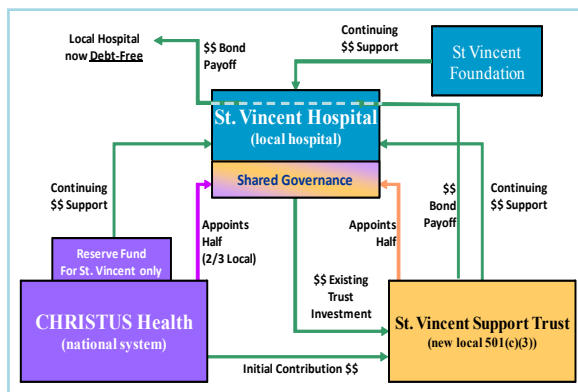 Local Hospital
now Debt-Free
$$ Bond
Payoff
Continuing
$$ Support
St Vincent
Foundation
St. Vincent Hospital
(local hospital)
Shared Governance
Continuing
$$ Support
Appoints
Half
(2/3 Local)
Appoints
Half
$$
Bond
Payoff
Continuing
$$ Support
Reserve Fund
For St. Vincent only
$$ Existing
Trust
Investment
CHRISTUS Health
(national system)
St. Vincent Support Trust
(new local 501(c)(3))
Initial Contribution $$